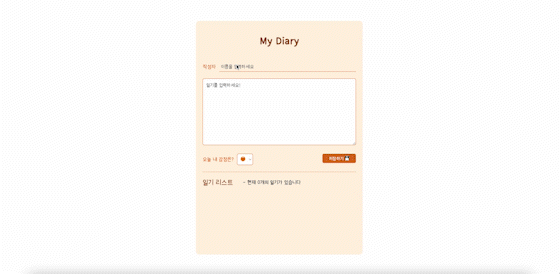 My Diary
작성자 이름을 입력하세요
일기를 입력하세요!
오늘 내 감정은?
저장하기
일기 리스트 - 현재 0개의 일기가 있습니다